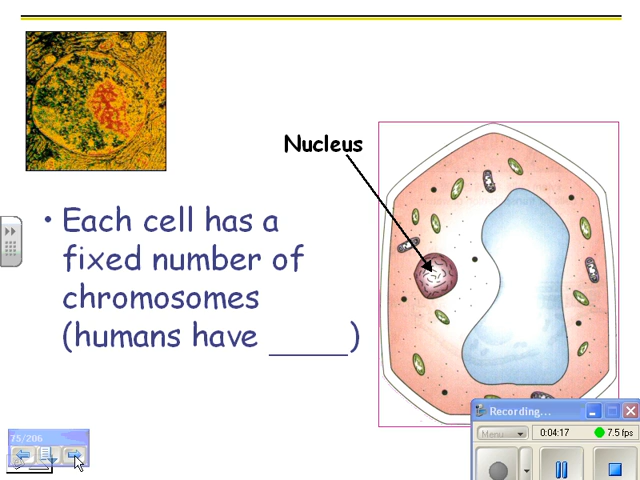 Nucleus
• Each cell has a
fixed number of
chromosomes
(humans have ____)
Recording...
Menu
0:04:17
7.5 fps
75/206